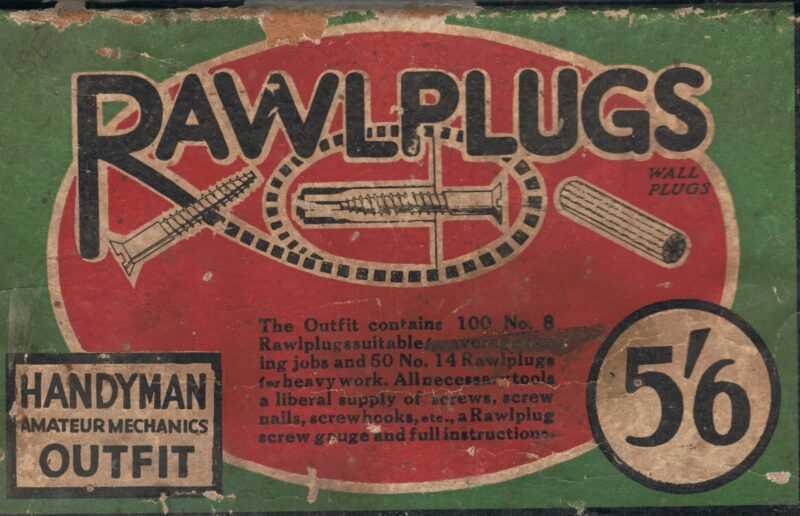 RAWLPLUGS
WALL
PLUGS
The Outfit contains 100 No. 8
Rawlplugs suitable for
ing jobs and 50 No. 14 Rawlplugs
for heavy work. All necessary tools
a liberal supply of screws, screw
nails, screwhooks, etc., a Rawlplug
screw gauge and full instructions.
HANDYMAN
AMATEUR MECHANICS
OUTFIT
5'6